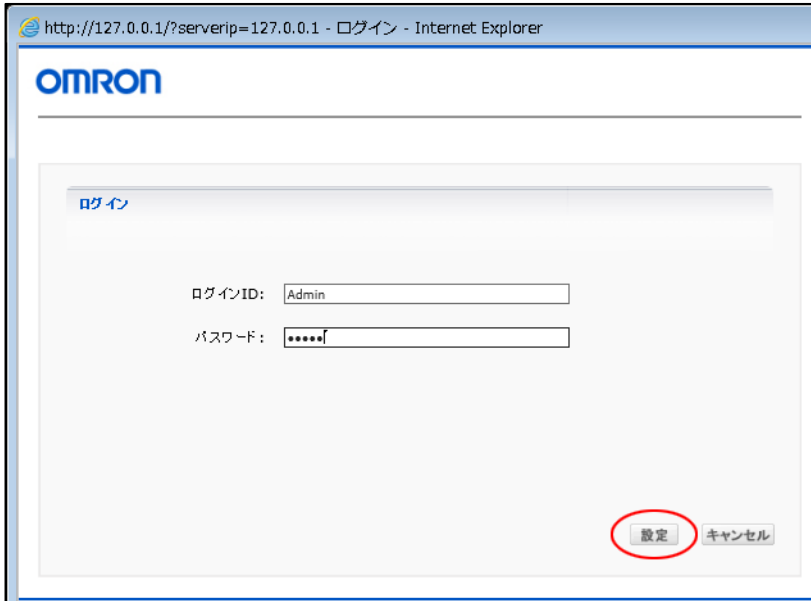 http://127.0.0.1/?serverip=127.0.0.1 - ログイン - Internet Explorer
OMRON
ログイン
ログインID: Admin
パスワード: •••••
設定 キャンセル